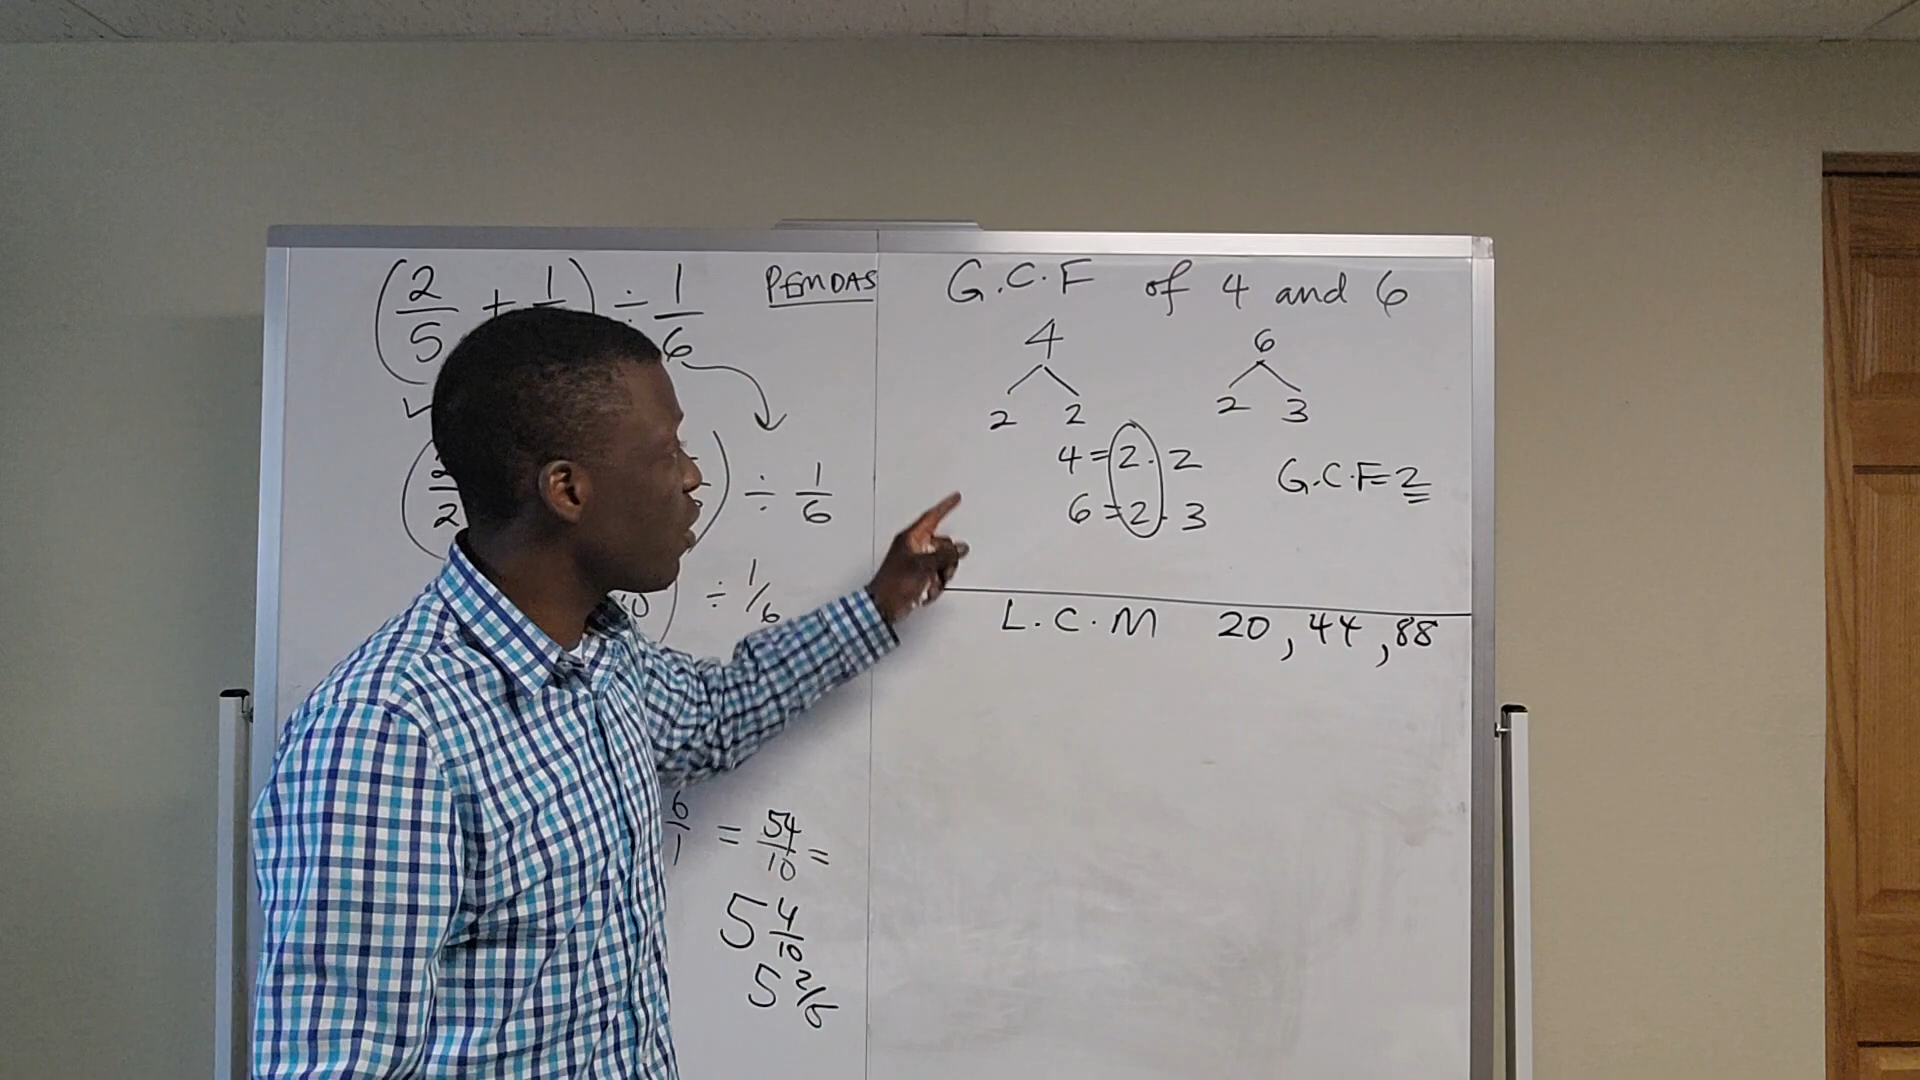 (2/5 + 1 ) ÷ 1/6 PEMDAS
2 ) ÷ 1/6
) ÷ 1/6
6/1 = 54/10 =
5 4/10
5 2/5
G.C.F of 4 and 6
4 6
2 2 2 3
4 = 2 · 2
6 = 2 · 3
G.C.F = 2
L.C.M 20, 44, 88